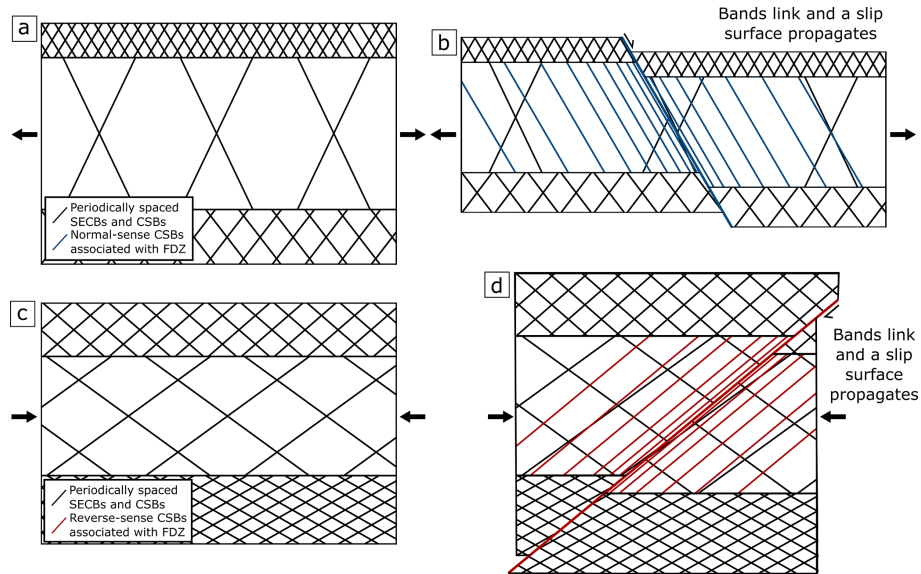 a
Periodically spaced
SECBs and CSBs
Normal-sense CSBs
associated with FDZ
b
Bands link and a slip
surface propagates
c
Periodically spaced
SECBs and CSBs
Reverse-sense CSBs
associated with FDZ
d
Bands link
and a slip
surface
propagates